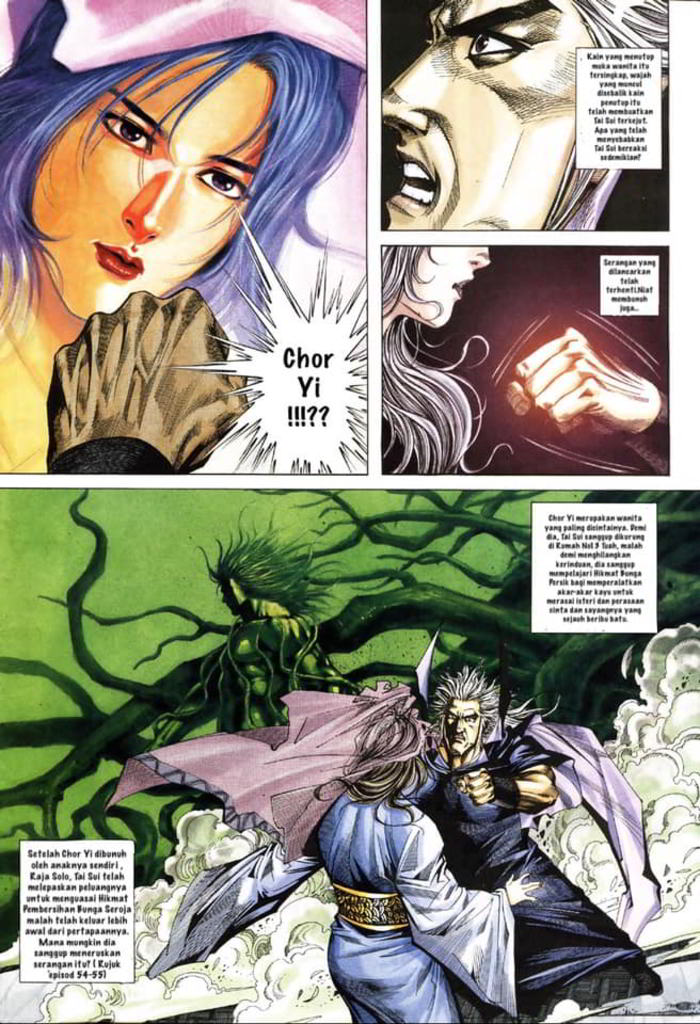 Chor
Yi
!!!??
Kain yang menutup
muka wanita itu
tersingkap, wajah
yang muncul
disebalik kain
penutup itu
telah membuatkan
Tai Sui terkejut.
Apa yang telah
menyebabkan
Tai Sui bereaksi
sedemikian?
Serangan yang
dilancarkan
telah
terhenti.Niat
membunuh
juga..
Chor Yi merupakan wanita
yang paling dicintainya. Demi
dia, Tai Sui sanggup dikurung
di Rumah No1 3 Tuah, malah
demi menghilangkan
kerinduan, dia sanggup
mempelajari Hikmat Bunga
Persik bagi memperalatkan
akar-akar kayu untuk
merasai isteri dan perasaan
cinta dan sayangnya yang
sejauh beribu batu.
Setelah Chor Yi dibunuh
oleh anaknya sendiri ,
Raja Solo, Tai Sui telah
melepaskan peluangnya
untuk menguasai Hikmat
Pembersihan Bunga Seroja
malah telah keluar lebih
awal dari pertapaannya.
Mana mungkin dia
sanggup meneruskan
serangan itu? ( Rujuk
episod 54-55)